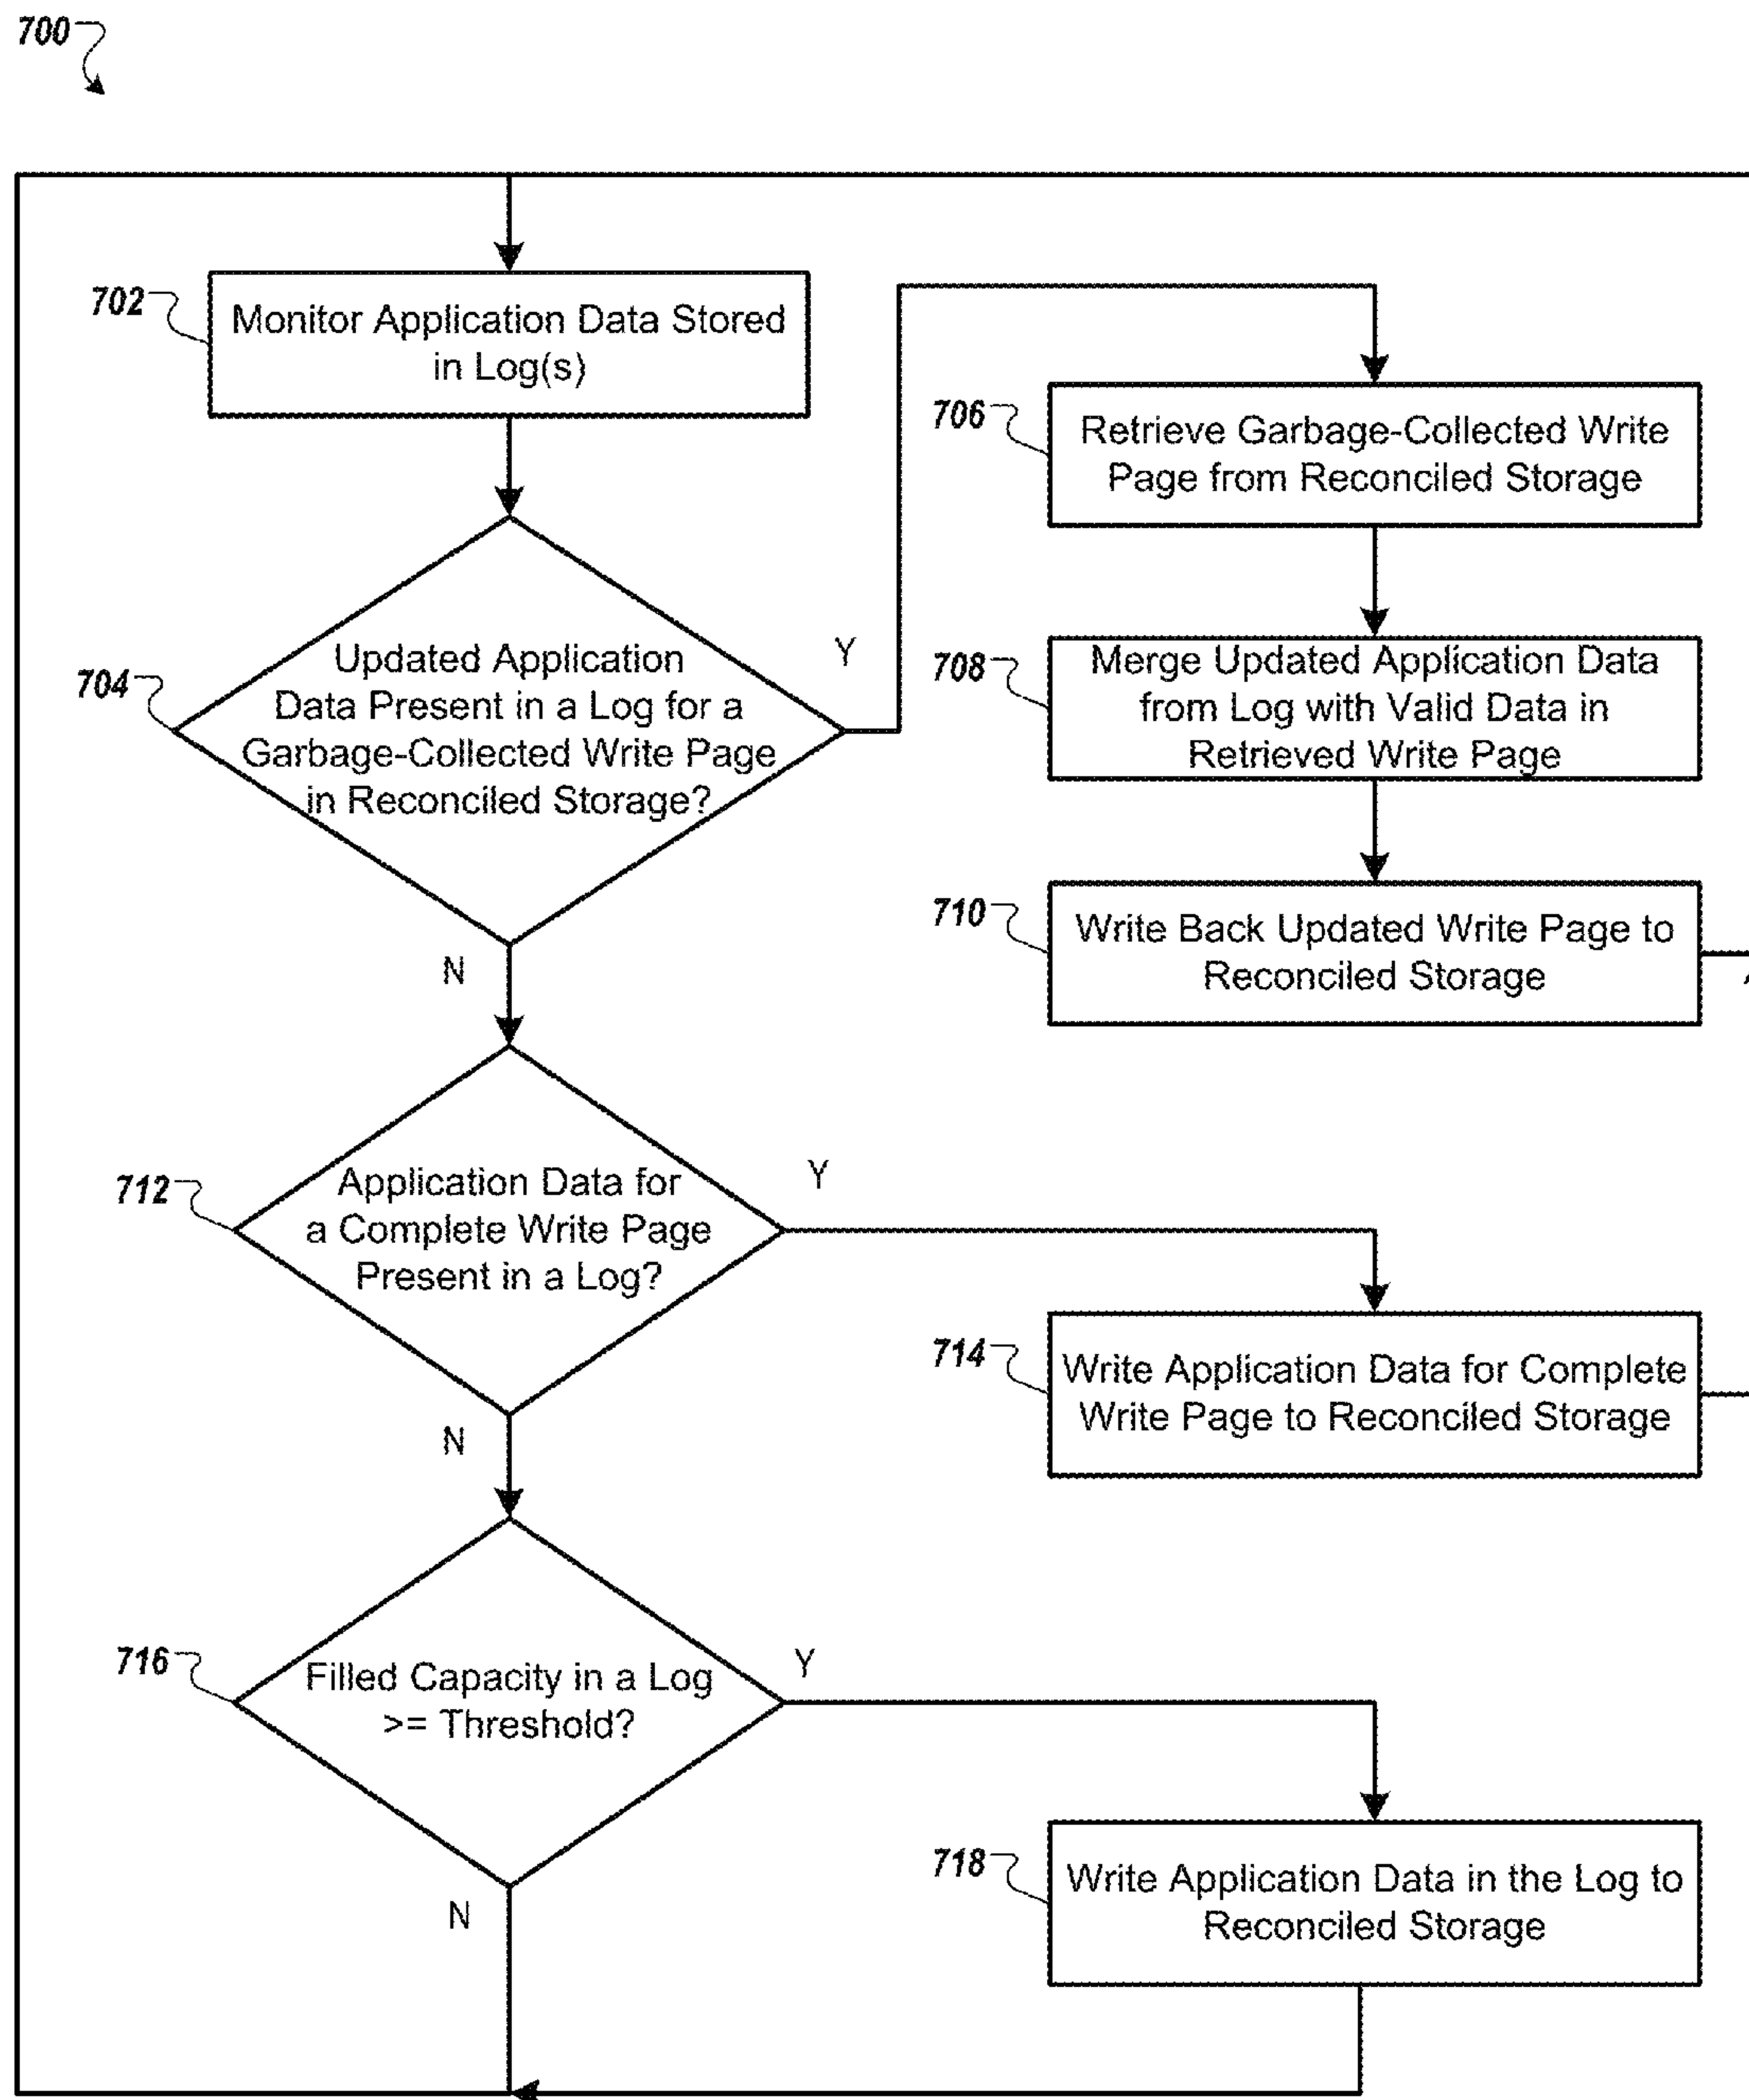 700
702
Monitor Application Data Stored
in Log(s)
704
Updated Application
Data Present in a Log for a
Garbage-Collected Write Page
in Reconciled Storage?
Y
N
706
Retrieve Garbage-Collected Write
Page from Reconciled Storage
708
Merge Updated Application Data
from Log with Valid Data in
Retrieved Write Page
710
Write Back Updated Write Page to
Reconciled Storage
712
Application Data for
a Complete Write Page
Present in a Log?
Y
N
714
Write Application Data for Complete
Write Page to Reconciled Storage
716
Filled Capacity in a Log
>= Threshold?
Y
N
718
Write Application Data in the Log to
Reconciled Storage